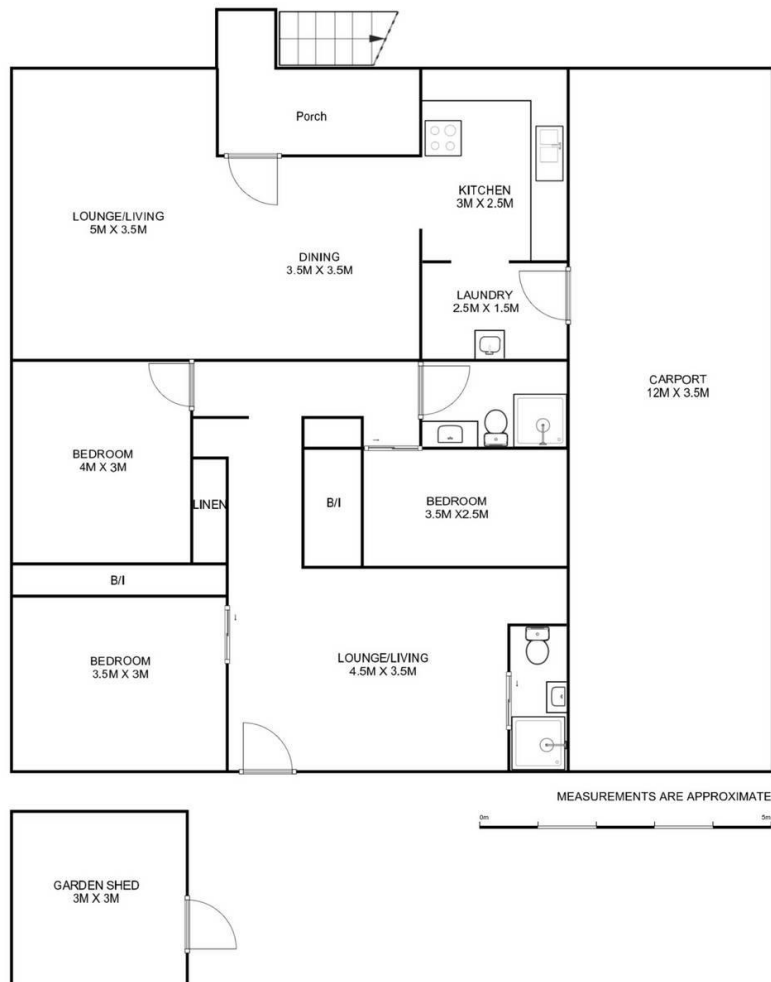 Porch
KITCHEN
3M X 2.5M
LOUNGE/LIVING
5M X 3.5M
DINING
3.5M X 3.5M
LAUNDRY
2.5M X 1.5M
CARPORT
12M X 3.5M
BEDROOM
4M X 3M
LINEN
B/I
BEDROOM
3.5M X2.5M
B/I
BEDROOM
3.5M X 3M
LOUNGE/LIVING
4.5M X 3.5M
MEASUREMENTS ARE APPROXIMATE
0m
5m
GARDEN SHED
3M X 3M